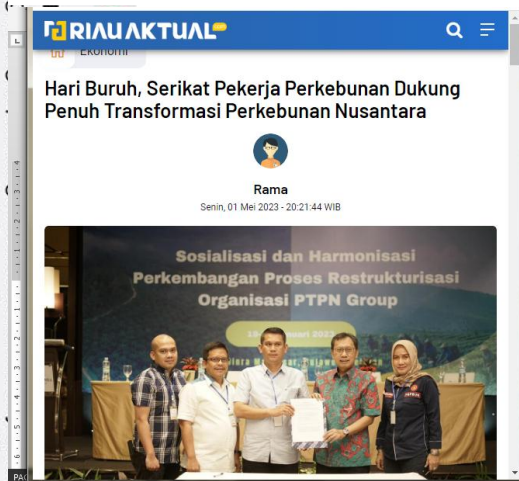 RIAUAKTUAL
Ekonomi
Hari Buruh, Serikat Pekerja Perkebunan Dukung
Penuh Transformasi Perkebunan Nusantara
Rama
Senin, 01 Mei 2023 - 20:21:44 WIB
Sosialisasi dan Harmonisasi
Perkembangan Proses Restrukturisasi
Organisasi PTPN Group
2023